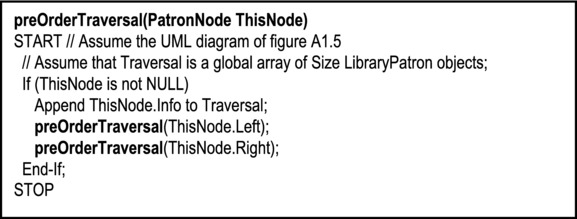 preOrderTraversal(PatronNode ThisNode)
START // Assume the UML diagram of figure A1.5
// Assume that Traversal is a global array of Size LibraryPatron objects;
If (ThisNode is not NULL)
Append ThisNode.Info to Traversal;
preOrderTraversal(ThisNode.Left);
preOrderTraversal(ThisNode.Right);
End-If;
STOP